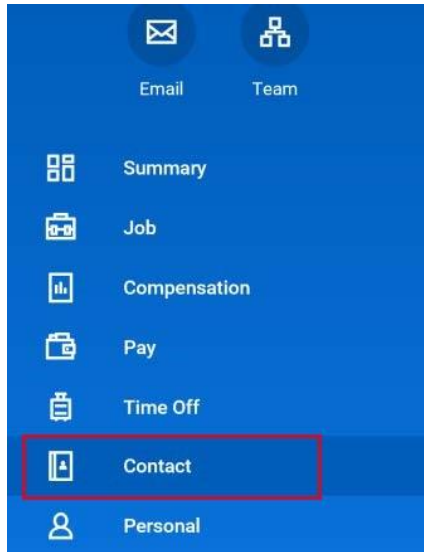 Email Team
Summary
Job
Compensation
Pay
Time Off
Contact
Personal